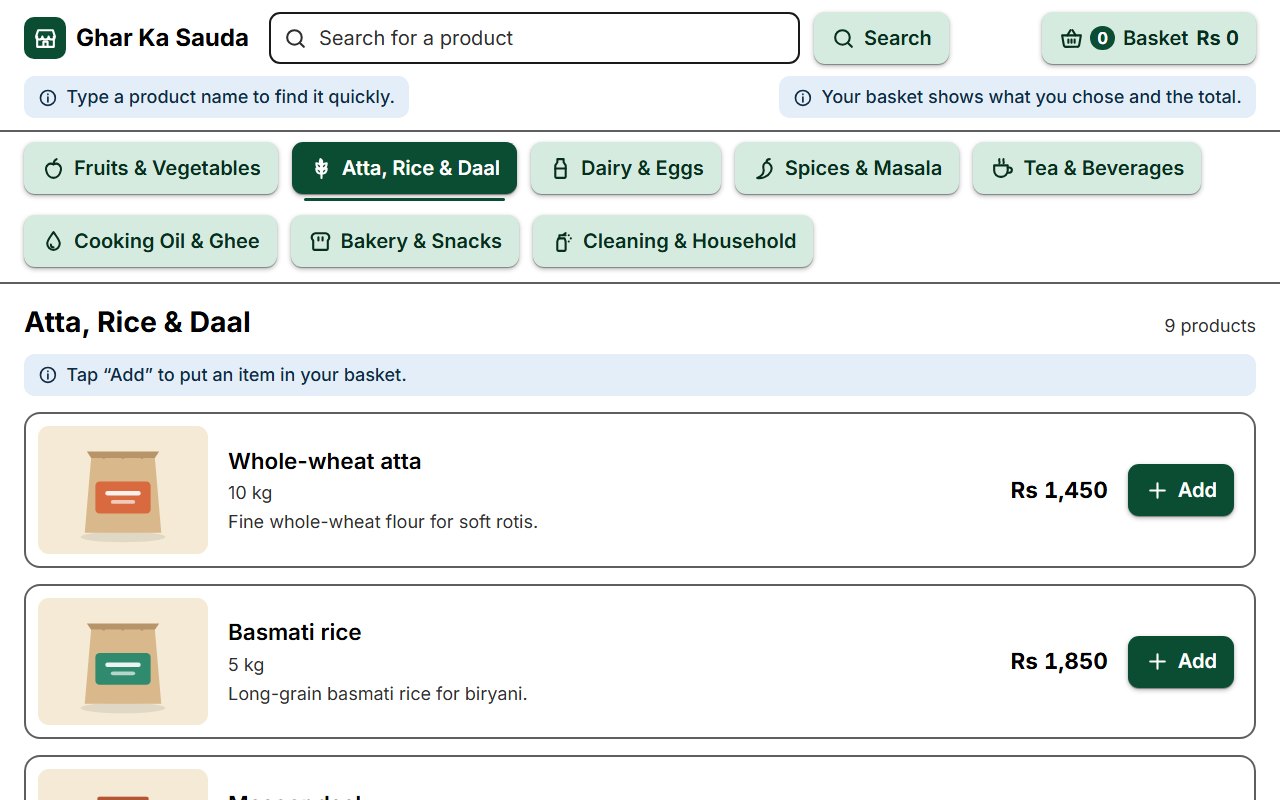 Ghar Ka Sauda
Search for a product
Search
0 Basket Rs 0
Type a product name to find it quickly.
Your basket shows what you chose and the total.
Fruits & Vegetables
Atta, Rice & Daal
Dairy & Eggs
Spices & Masala
Tea & Beverages
Cooking Oil & Ghee
Bakery & Snacks
Cleaning & Household
Atta, Rice & Daal
9 products
Tap “Add” to put an item in your basket.
Whole-wheat atta
10 kg
Fine whole-wheat flour for soft rotis.
Rs 1,450
Add
Basmati rice
5 kg
Long-grain basmati rice for biryani.
Rs 1,850
Add